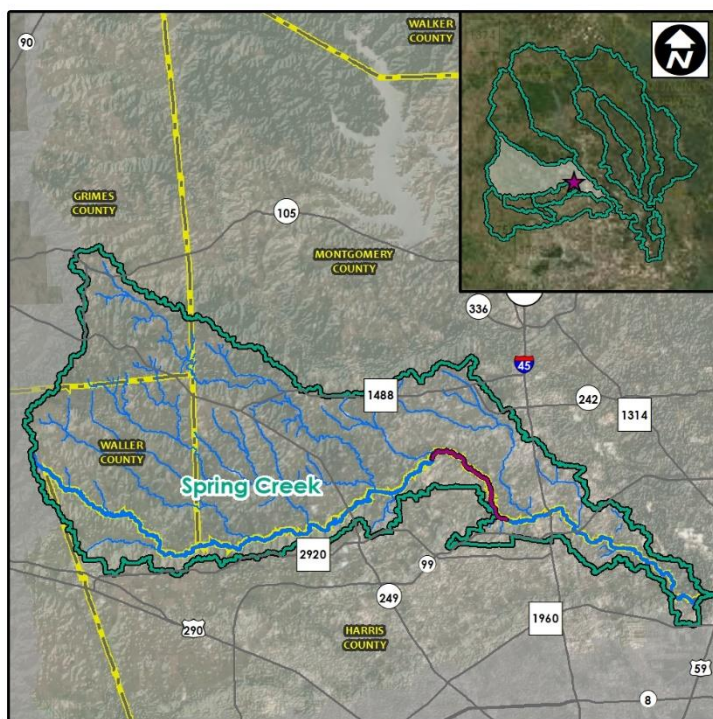 WALKER
COUNTY
90
N
GRIMES
COUNTY
105
MONTGOMERY
COUNTY
336
45
1488
242
1314
WALLER
COUNTY
Spring Creek
2920
99
249
290
HARRIS
COUNTY
1960
59
8